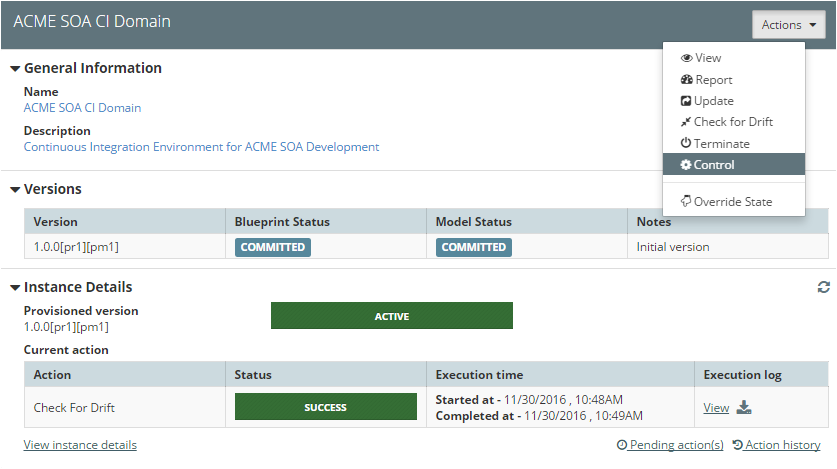 ACME SOA CI Domain
Actions
View
Report
Update
Check for Drift
Terminate
Control
Override State
General Information
Name
ACME SOA CI Domain
Description
Continuous Integration Environment for ACME SOA Development
Versions
Version Blueprint Status Model Status Notes
1.0.0[pr1][pm1] COMMITTED COMMITTED Initial version
Instance Details
Provisioned version
1.0.0[pr1][pm1]
ACTIVE
Current action
Action Status Execution time Execution log
Check For Drift SUCCESS Started at - 11/30/2016 , 10:48AM
Completed at - 11/30/2016 , 10:49AM
View
View instance details Pending action(s) Action history